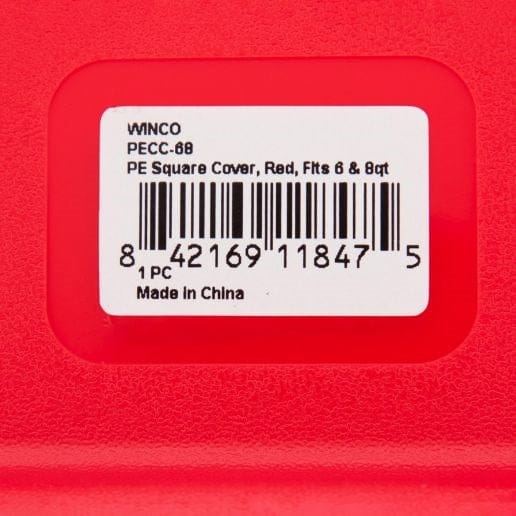 WINCO
PECC-68
PE Square Cover, Red, Fits 6 & 8qt
8 42169 11847 5
1 PC
Made in China